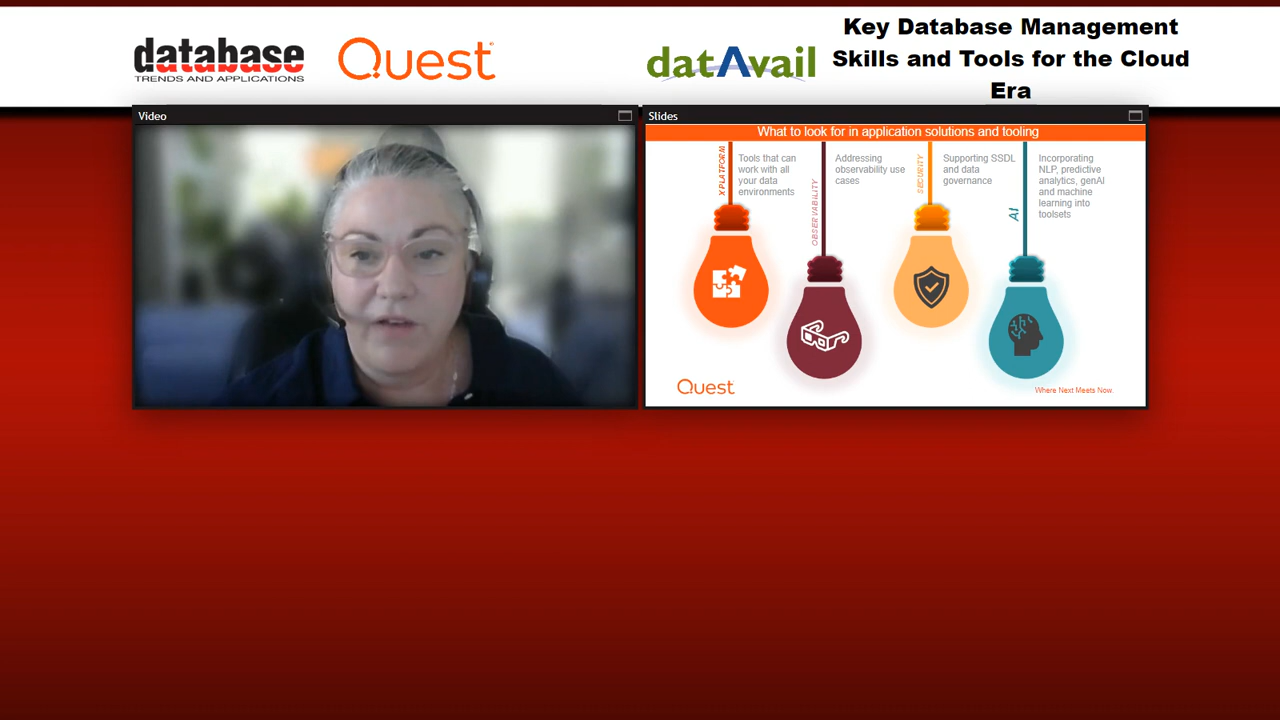 database
TRENDS AND APPLICATIONS
Quest
datAvail
Key Database Management
Skills and Tools for the Cloud
Era
Video
Slides
What to look for in application solutions and tooling
X PLATFORM
Tools that can
work with all
your data
environments
OBSERVABILITY
Addressing
observability use
cases
SECURITY
Supporting SSDL
and data
governance
AI
Incorporating
NLP, predictive
analytics, genAI
and machine
learning into
toolsets
Quest
Where Next Meets Now.